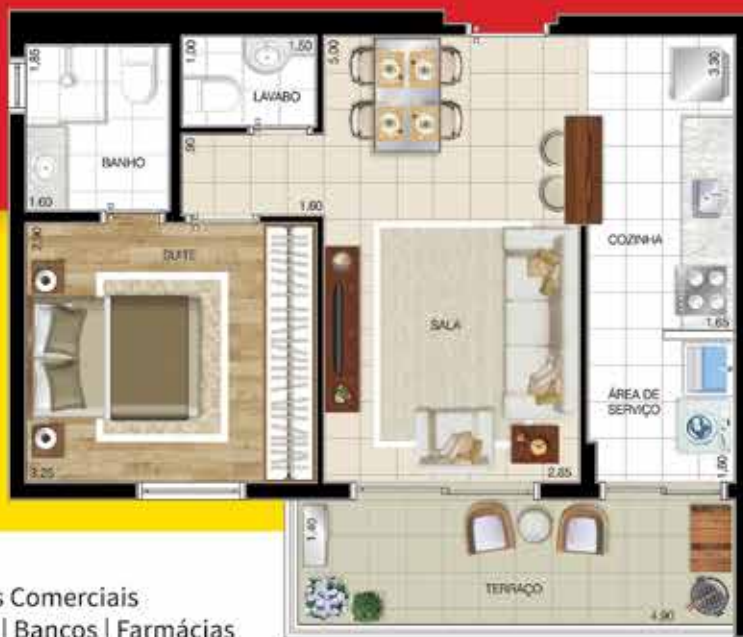 1,85
1,00
1.50
5,00
3,30
LAVABO
BANHO
,90
1.60
1,60
2,90
SUITE
COZINHA
SALA
1.65
ÁREA DE
SERVIÇO
3.25
2.85
1,60
1,40
TERRAÇO
4.90
s Comerciais
| Bancos | Farmácias